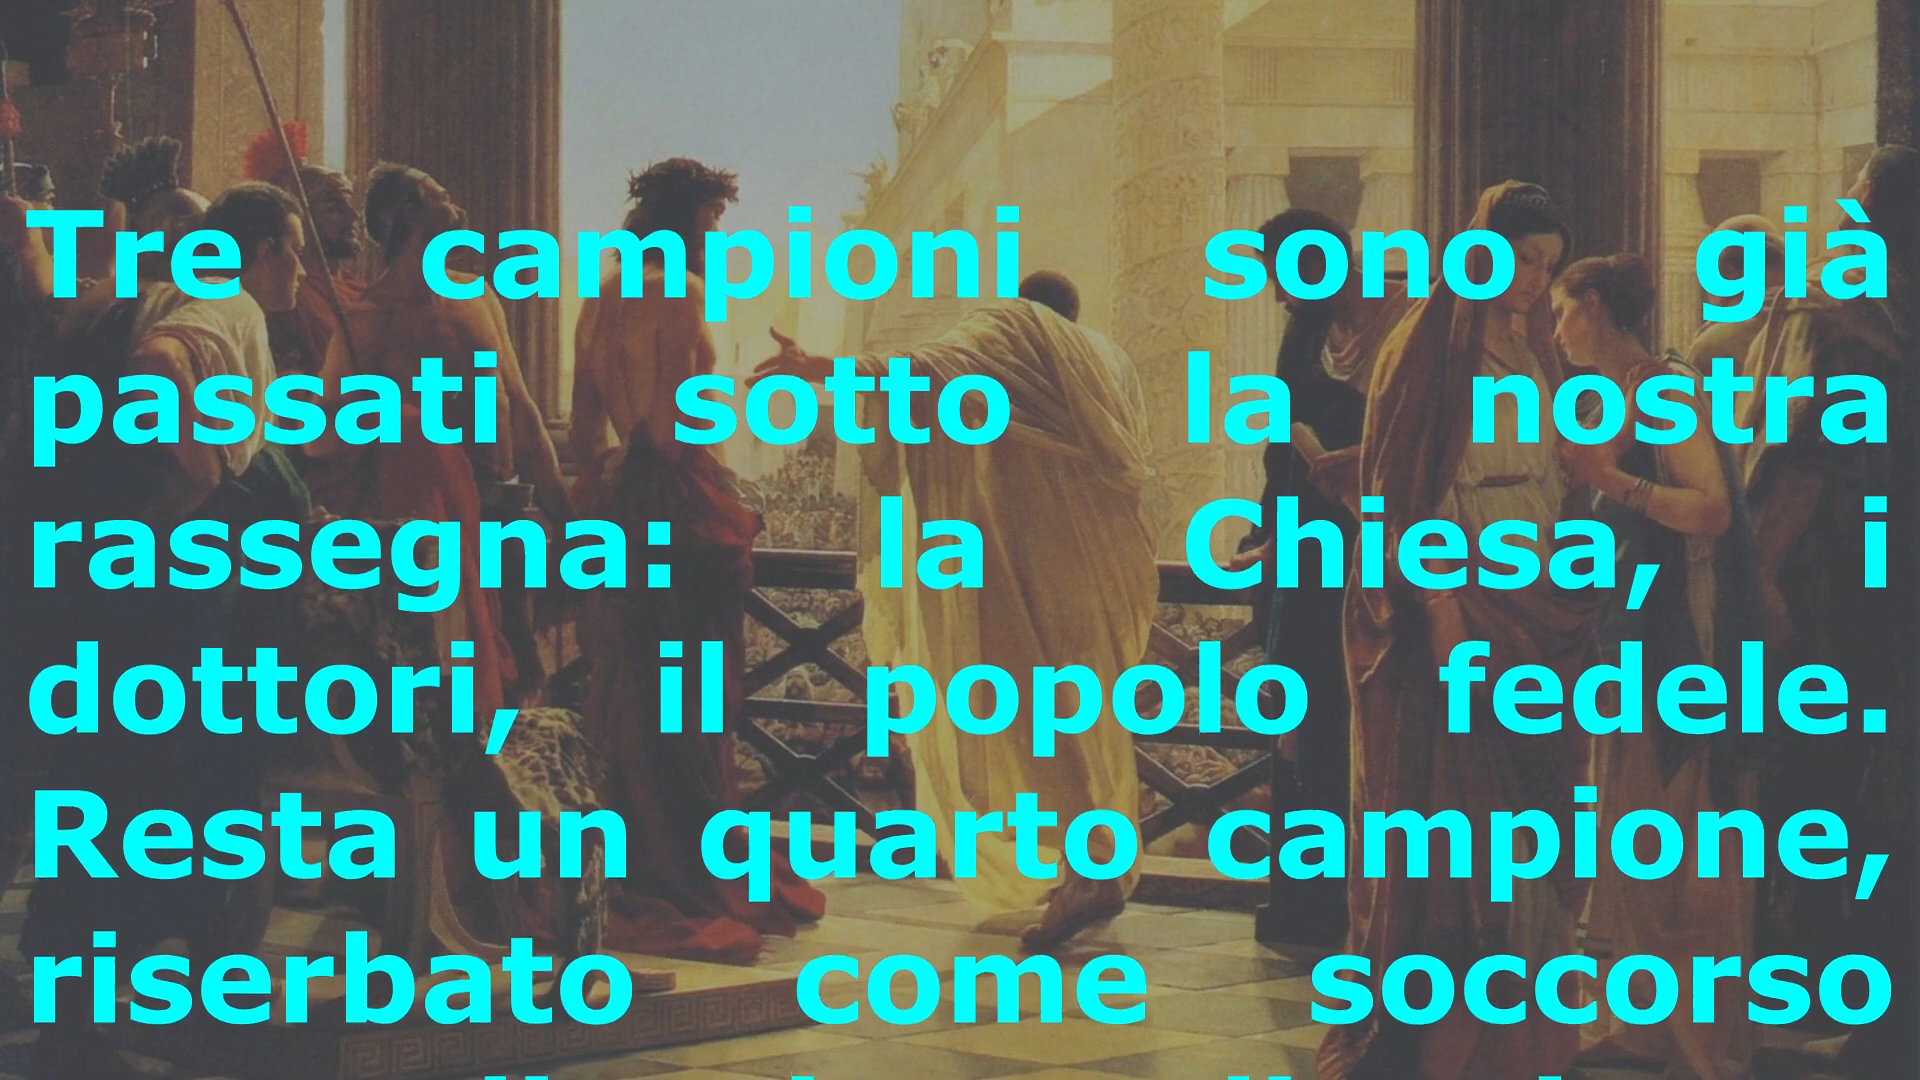 Tre campioni sono già
passati sotto la nostra
rassegna: la Chiesa, i
dottori, il popolo fedele.
Resta un quarto campione,
riserbato come soccorso